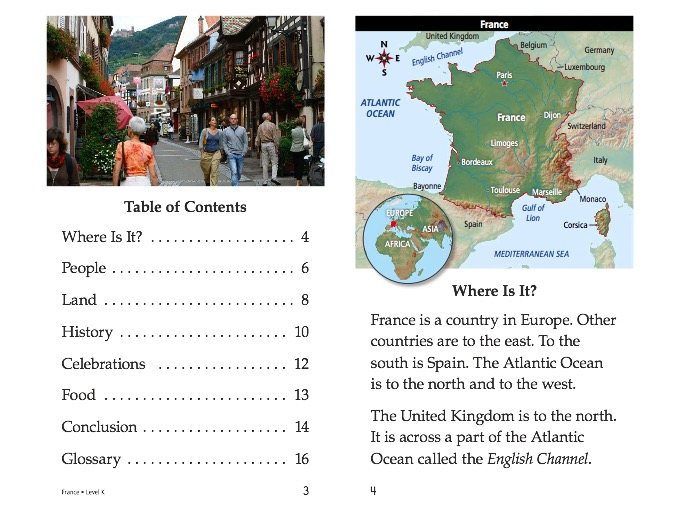 Table of Contents
Where Is It? . . . . . . . . . . . . . . . . . . . 4
People . . . . . . . . . . . . . . . . . . . . . . . . 6
Land . . . . . . . . . . . . . . . . . . . . . . . . . 8
History . . . . . . . . . . . . . . . . . . . . . . . 10
Celebrations . . . . . . . . . . . . . . . . . 12
Food . . . . . . . . . . . . . . . . . . . . . . . . . 13
Conclusion . . . . . . . . . . . . . . . . . . . . 14
Glossary . . . . . . . . . . . . . . . . . . . . . . 16
France • Level K
3
France
United Kingdom
Belgium
Germany
N
W E
S
English Channel
Luxembourg
Paris
ATLANTIC
OCEAN
France
Dijon
Switzerland
Limoges
Bay of
Biscay
Bordeaux
Italy
Bayonne
Toulouse
Marseille
Monaco
Gulf of
Lion
Spain
Corsica
EUROPE
ASIA
AFRICA
MEDITERRANEAN SEA
Where Is It?
France is a country in Europe. Other
countries are to the east. To the
south is Spain. The Atlantic Ocean
is to the north and to the west.
The United Kingdom is to the north.
It is across a part of the Atlantic
Ocean called the English Channel.
4